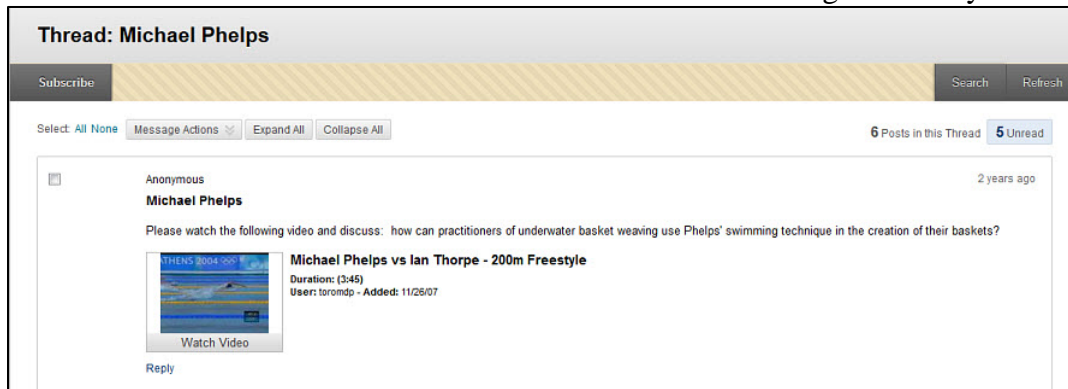 Thread: Michael Phelps
Subscribe
Search Refresh
Select: All None Message Actions Expand All Collapse All 6 Posts in this Thread 5 Unread
Anonymous 2 years ago
Michael Phelps
Please watch the following video and discuss: how can practitioners of underwater basket weaving use Phelps' swimming technique in the creation of their baskets?
ATHENS 2004
Michael Phelps vs Ian Thorpe - 200m Freestyle
Duration: (3:45)
User: toromdp - Added: 11/26/07
Watch Video
Reply